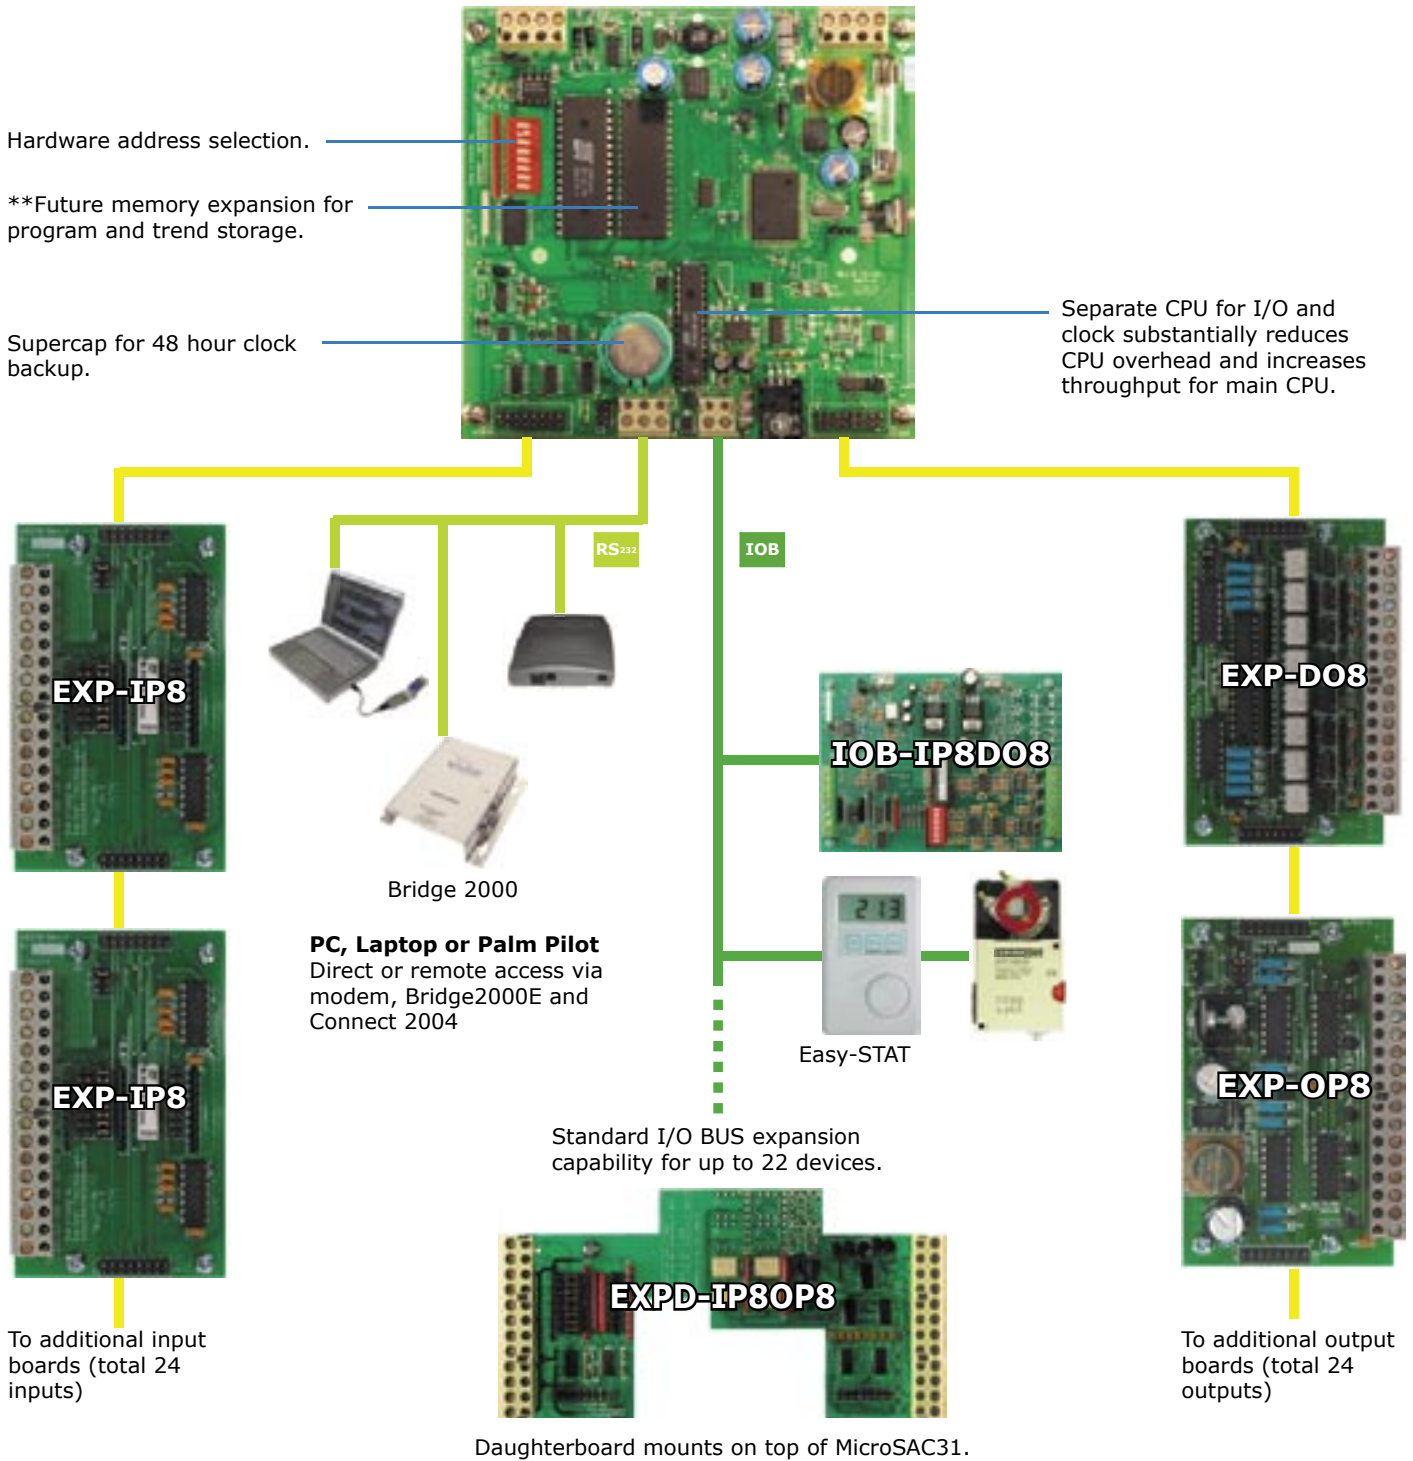 Hardware address selection.
**Future memory expansion for
program and trend storage.
Supercap for 48 hour clock
backup.
Separate CPU for I/O and
clock substantially reduces
CPU overhead and increases
throughput for main CPU.
RS232
IOB
EXP-IP8
EXP-DO8
IOB-IP8DO8
Bridge 2000
PC, Laptop or Palm Pilot
Direct or remote access via
modem, Bridge2000E and
Connect 2004
213
Easy-STAT
EXP-IP8
EXP-OP8
Standard I/O BUS expansion
capability for up to 22 devices.
EXPD-IP8OP8
To additional input
boards (total 24
inputs)
To additional output
boards (total 24
outputs)
Daughterboard mounts on top of MicroSAC31.